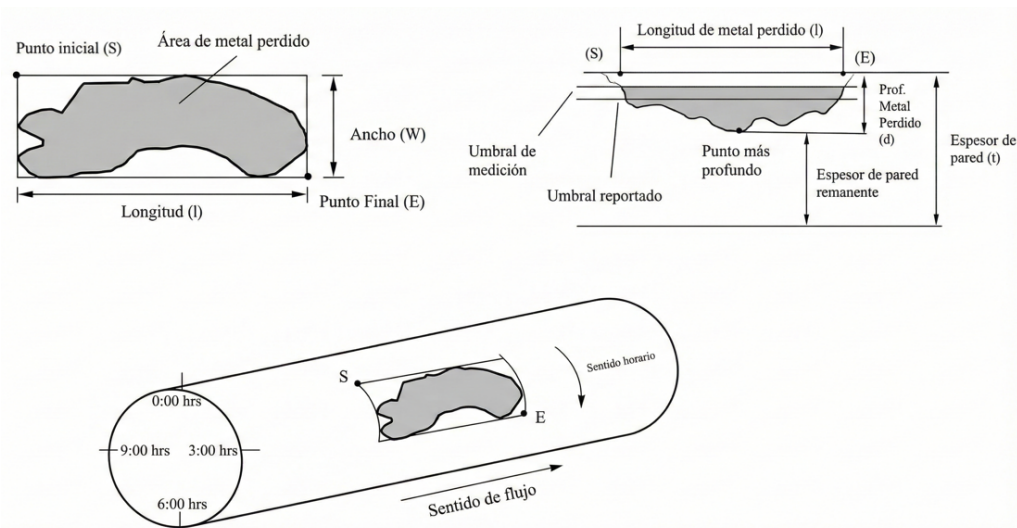 Punto inicial (S)
Área de metal perdido
Ancho (W)
Longitud (l)
Punto Final (E)
Longitud de metal perdido (l)
(S)
(E)
Prof.
Metal
Perdido
(d)
Umbral de
medición
Punto más
profundo
Espesor de
pared (t)
Umbral reportado
Espesor de pared
remanente
S
E
Sentido horario
0:00 hrs
9:00 hrs
3:00 hrs
6:00 hrs
Sentido de flujo